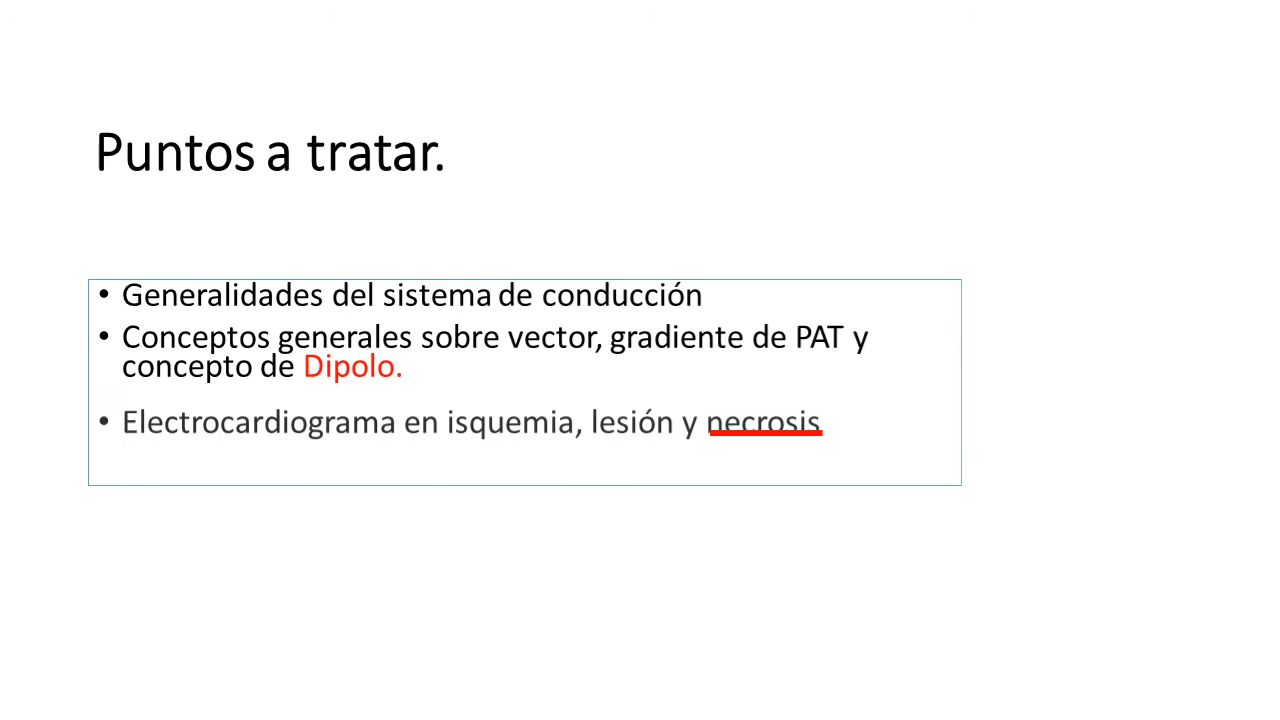 Puntos a tratar.
• Generalidades del sistema de conducción
• Conceptos generales sobre vector, gradiente de PAT y
concepto de Dipolo.
• Electrocardiograma en isquemia, lesión y necrosis